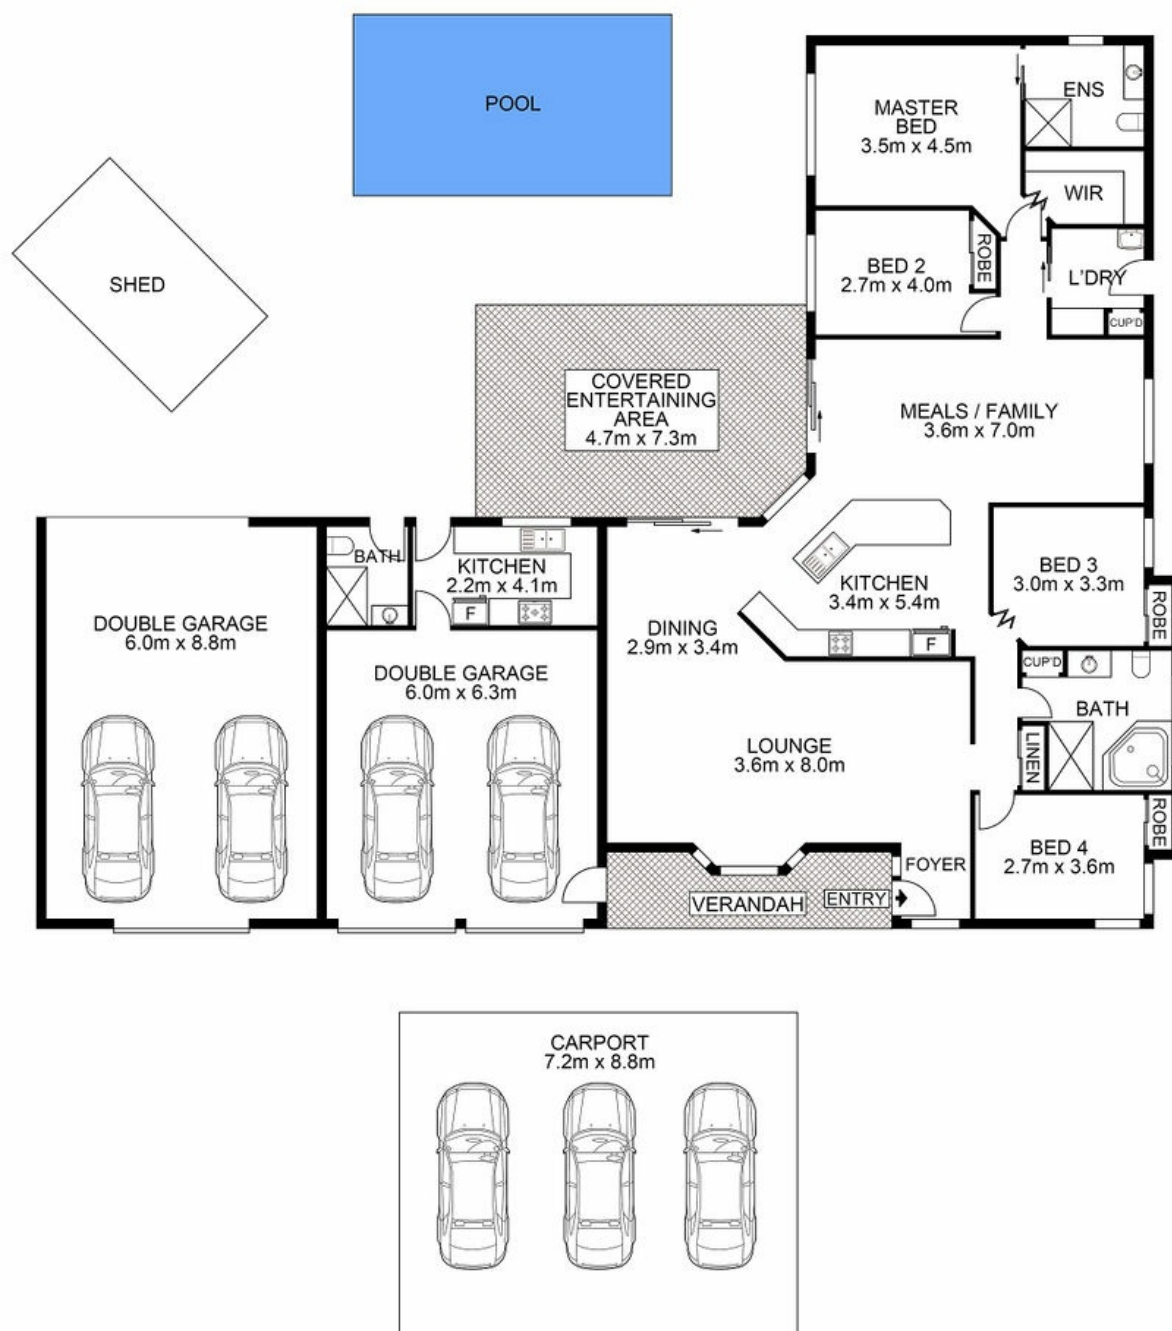 POOL
SHED
MASTER
BED
3.5m x 4.5m
ENS
WIR
BED 2
2.7m x 4.0m
ROBE
L'DRY
CUP'D
COVERED
ENTERTAINING
AREA
4.7m x 7.3m
MEALS / FAMILY
3.6m x 7.0m
DOUBLE GARAGE
6.0m x 8.8m
BATH
KITCHEN
2.2m x 4.1m
F
DOUBLE GARAGE
6.0m x 6.3m
DINING
2.9m x 3.4m
KITCHEN
3.4m x 5.4m
F
BED 3
3.0m x 3.3m
ROBE
CUP'D
BATH
LINEN
LOUNGE
3.6m x 8.0m
ROBE
BED 4
2.7m x 3.6m
FOYER
VERANDAH
ENTRY
CARPORT
7.2m x 8.8m